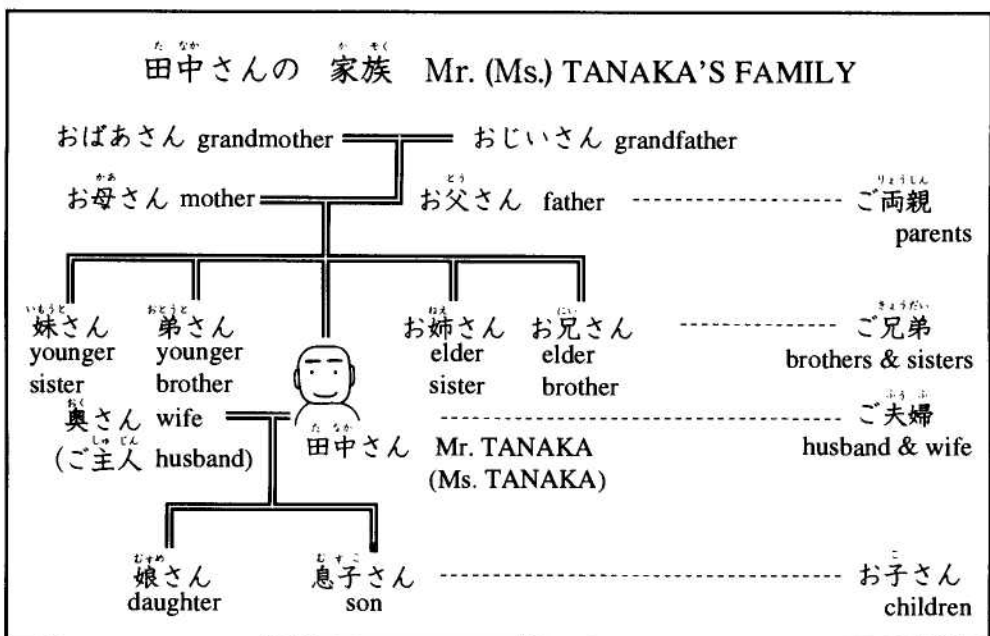 た なか か そく
田中さんの 家族 Mr. (Ms.) TANAKA'S FAMILY
おばあさん grandmother おじいさん grandfather
かあ とう りょうしん
お母さん mother お父さん father ご両親
parents
いもうと おとうと ねえ にい きょうだい
妹さん 弟さん お姉さん お兄さん ご兄弟
younger younger elder elder brothers & sisters
sister brother sister brother
おく ふう ふ
奥さん wife ご夫婦
しゅ じん た なか
(ご主人 husband) 田中さん Mr. TANAKA husband & wife
(Ms. TANAKA)
むすめ むすこ こ
娘さん 息子さん お子さん
daughter son children